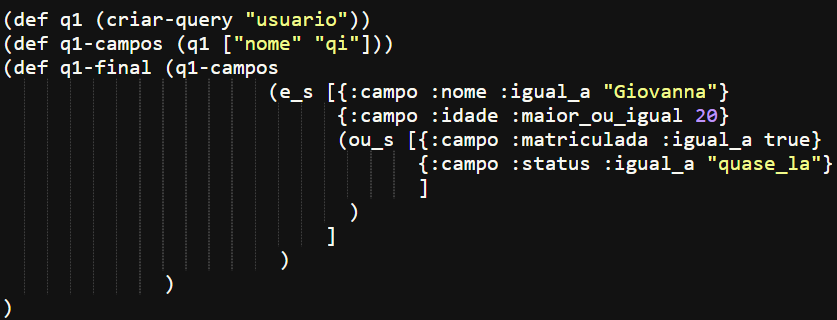 (def q1 (criar-query "usuario"))
(def q1-campos (q1 ["nome" "qi"]))
(def q1-final (q1-campos
(e_s [{:campo :nome :igual_a "Giovanna"}
{:campo :idade :maior_ou_igual 20}
(ou_s [{:campo :matriculada :igual_a true}
{:campo :status :igual_a "quase_la"}
]
)
]
)
)
)